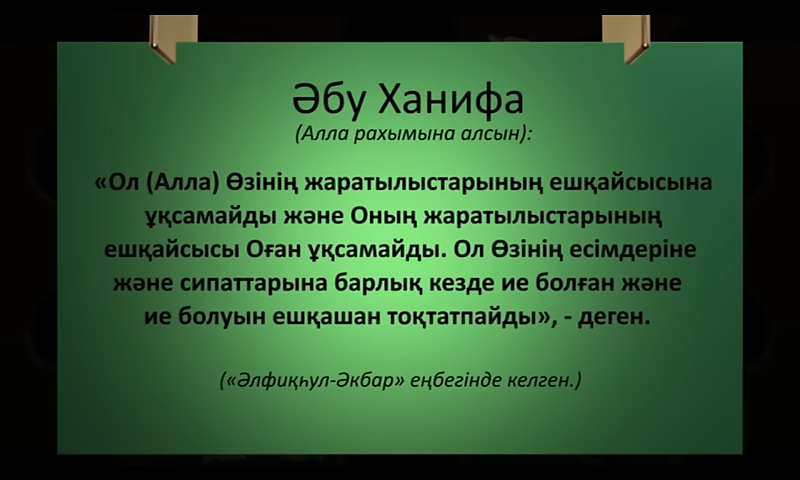 Әбу Ханифа
(Алла рахымына алсын):
«Ол (Алла) Өзінің жаратылыстарының ешқайсысына
ұқсамайды және Оның жаратылыстарының
ешқайсысы Оған ұқсамайды. Ол Өзінің есімдеріне
және сипаттарына барлық кезде ие болған және
ие болуын ешқашан тоқтатпайды», - деген.
(«Әлфиқһул-Әкбар» еңбегінде келген.)